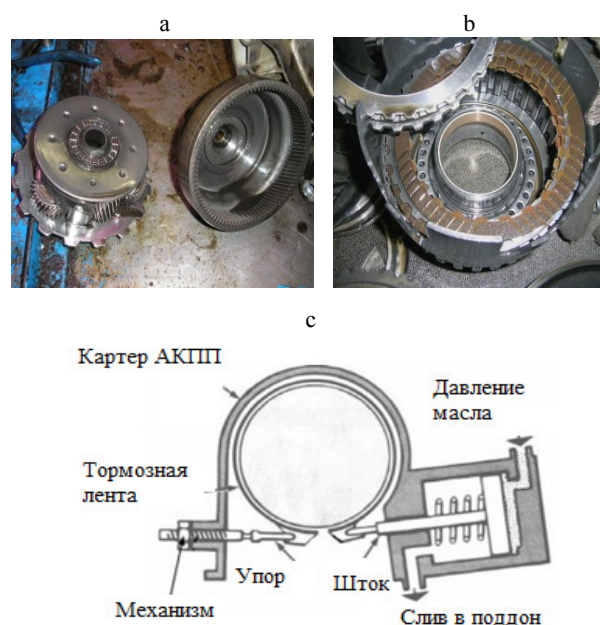 a
b
c
Картер АКПП
Давление
масла
Тормозная
лента
Упор
Шток
Механизм
Слив в поддон